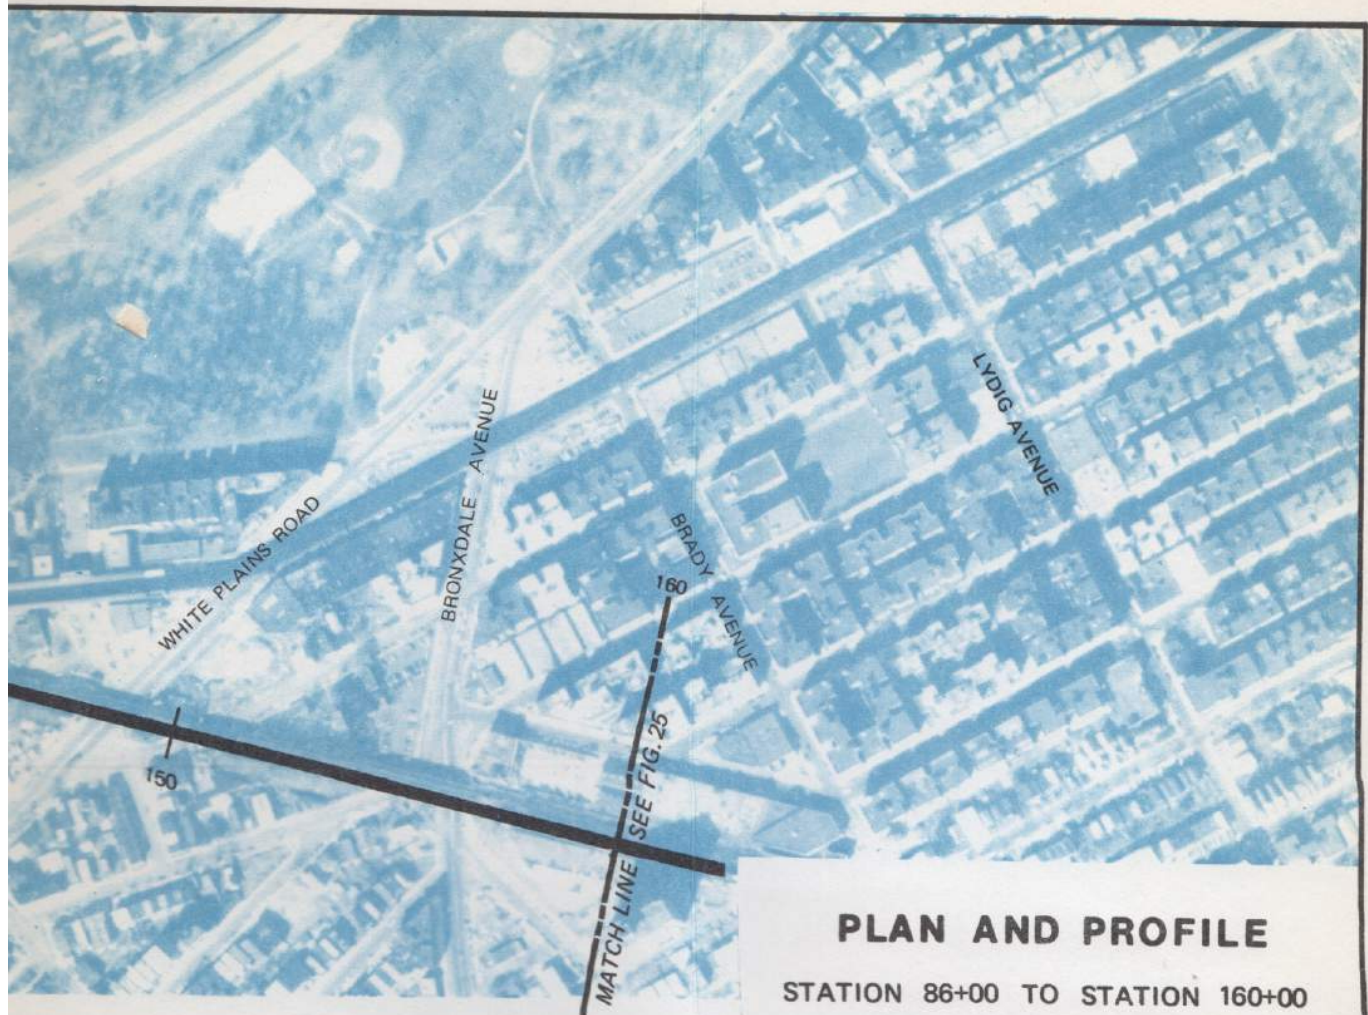 LYDIG AVENUE
BRONXDALE AVENUE
WHITE PLAINS ROAD
BRADY AVENUE
160
150
MATCH LINE SEE FIG. 25
PLAN AND PROFILE
STATION 86+00 TO STATION 160+00